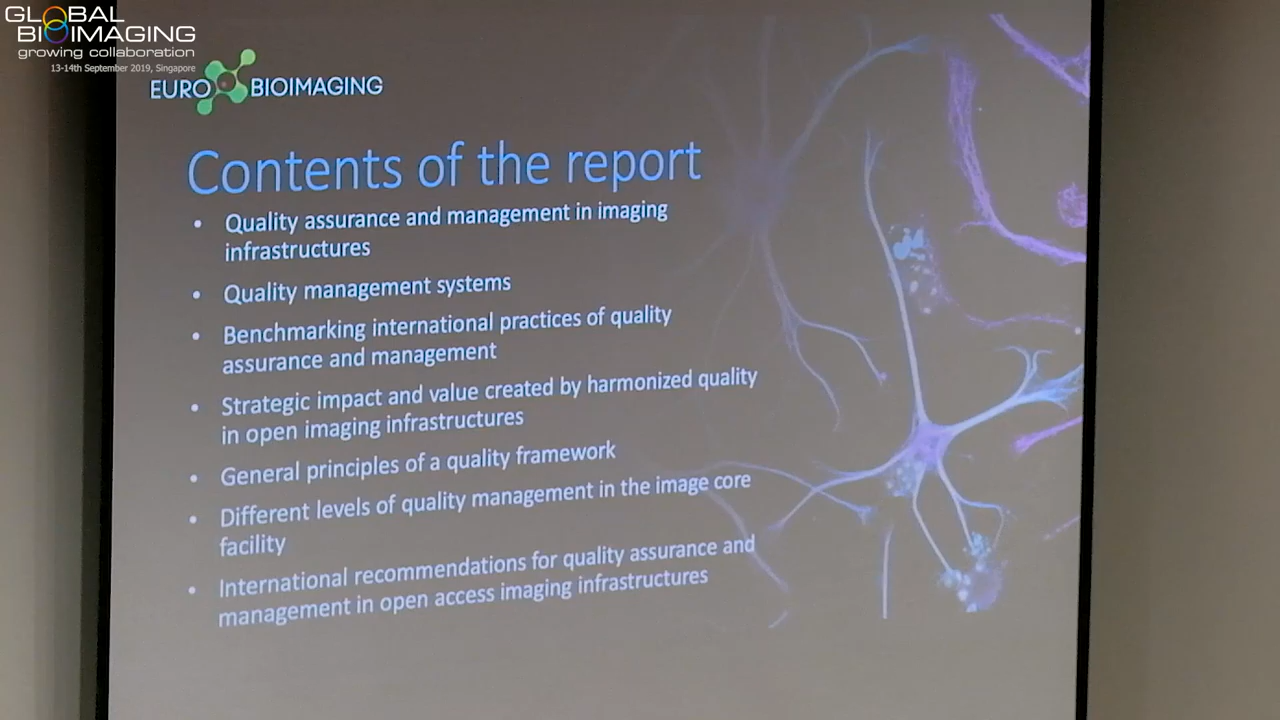 GLOBAL
BIOIMAGING
growing collaboration
13-14th September 2019, Singapore
EURO BIOIMAGING
Contents of the report
• Quality assurance and management in imaging
infrastructures
• Quality management systems
• Benchmarking international practices of quality
assurance and management
• Strategic impact and value created by harmonized quality
in open imaging infrastructures
• General principles of a quality framework
• Different levels of quality management in the image core
facility
• International recommendations for quality assurance and
management in open access imaging infrastructures